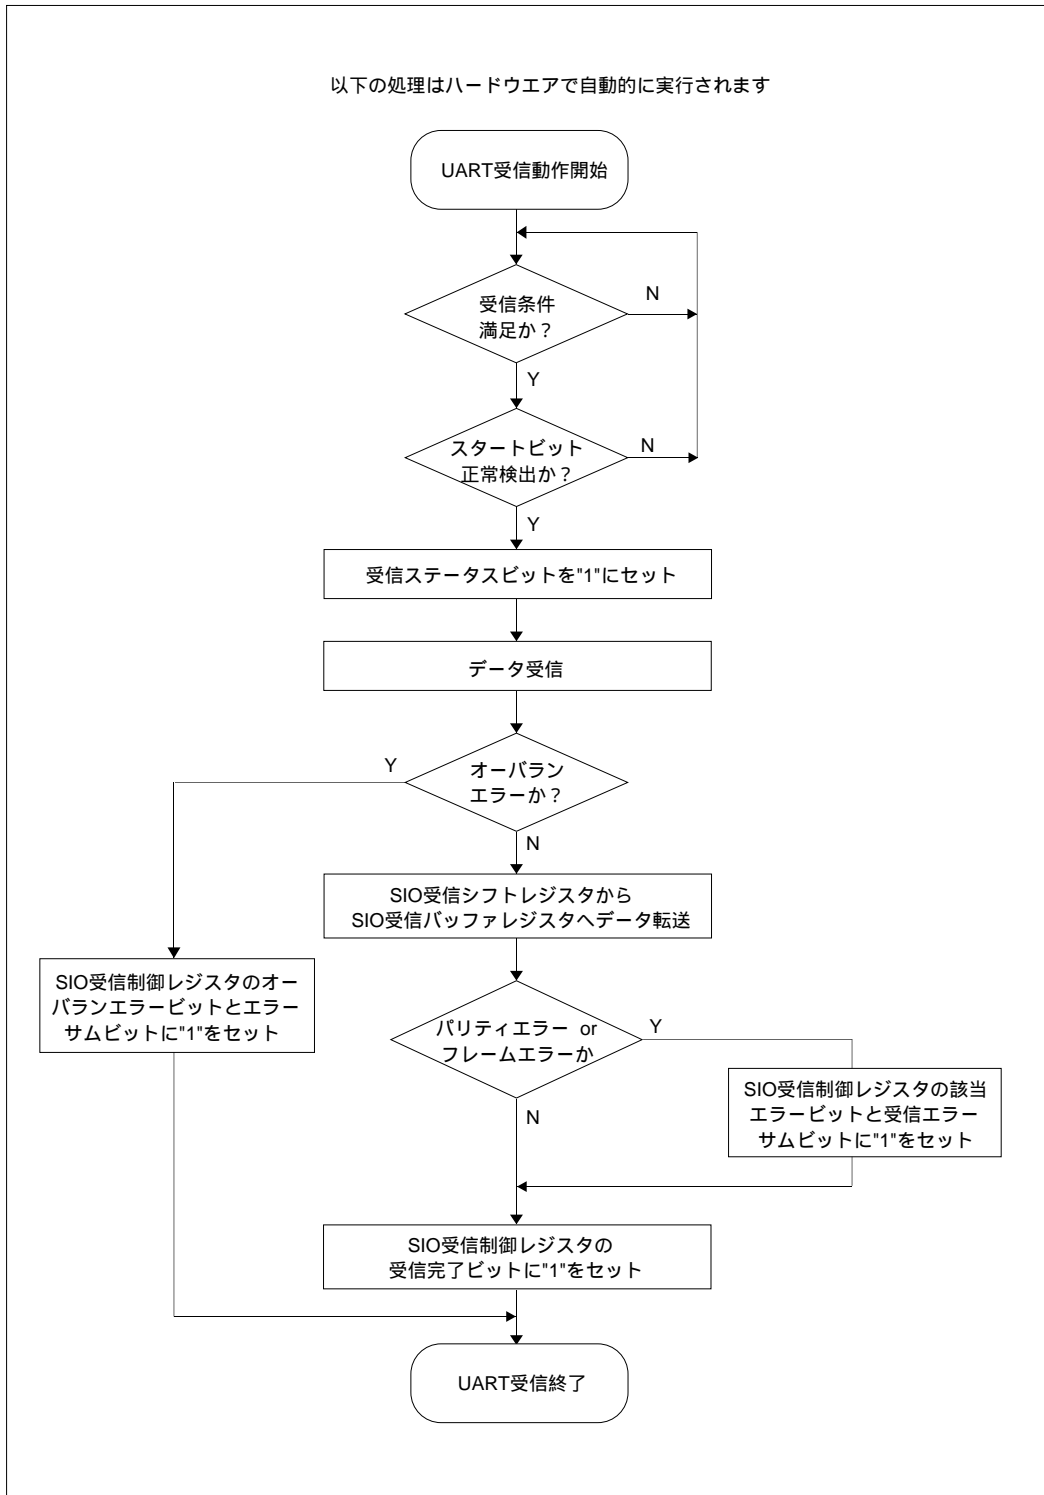 以下の処理はハードウエアで自動的に実行されます
UART受信動作開始
受信条件
満足か？
N
Y
スタートビット
正常検出か？
N
Y
受信ステータスビットを"1"にセット
データ受信
オーバラン
エラーか？
Y
N
SIO受信シフトレジスタから
SIO受信バッファレジスタへデータ転送
SIO受信制御レジスタのオー
バランエラービットとエラー
サムビットに"1"をセット
パリティエラー or
フレームエラーか
Y
N
SIO受信制御レジスタの該当
エラービットと受信エラー
サムビットに"1"をセット
SIO受信制御レジスタの
受信完了ビットに"1"をセット
UART受信終了